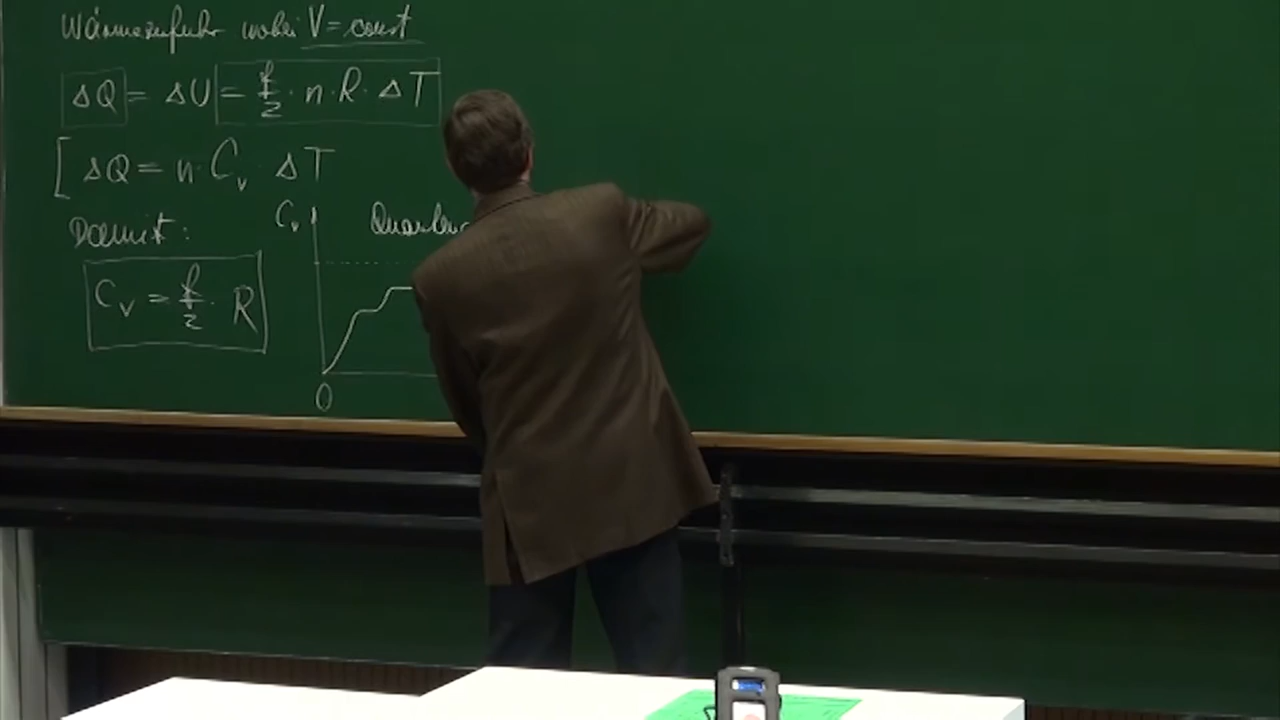 Wärmezufuhr wobei V = const
ΔQ = ΔU = f/2 · n · R · ΔT
[ ΔQ = n · C_v ΔT
Damit:
C_v = f/2 · R
C_v
0